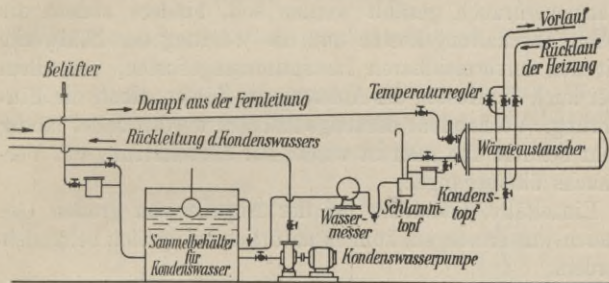 Vorlauf
Rücklauf
der Heizung
Belüfter
Temperaturregler
Dampf aus der Fernleitung
Rückleitung d. Kondenswassers
Wärmeaustauscher
Kondens-
topf
Schlamm-
topf
Wasser-
messer
Sammelbehälter
für
Kondenswasser
Kondenswasserpumpe